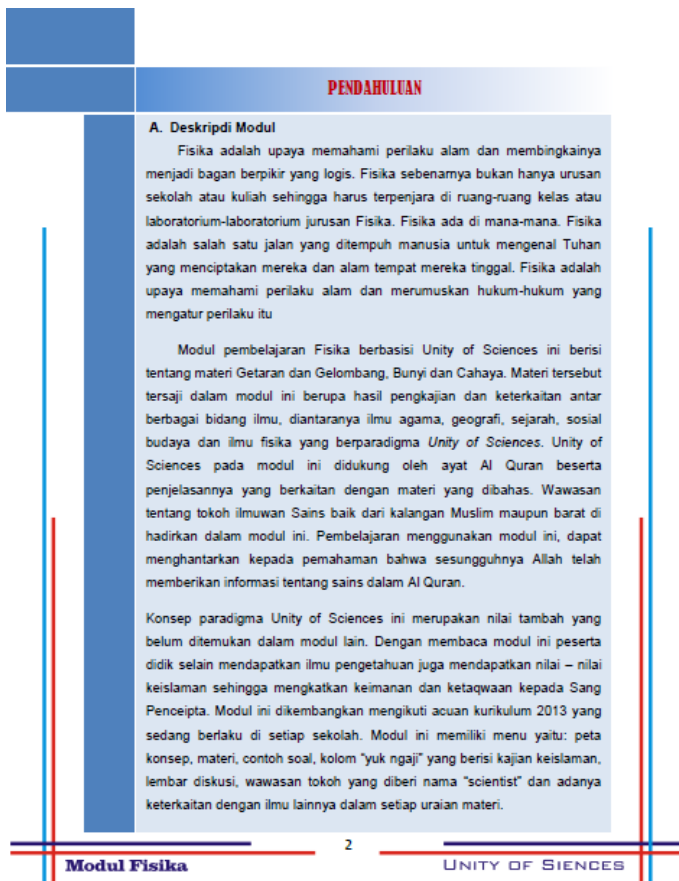 PENDAHULUAN
A. Deskripdi Modul
Fisika adalah upaya memahami perilaku alam dan membingkainya
menjadi bagan berpikir yang logis. Fisika sebenarnya bukan hanya urusan
sekolah atau kuliah sehingga harus terpenjara di ruang-ruang kelas atau
laboratorium-laboratorium jurusan Fisika. Fisika ada di mana-mana. Fisika
adalah salah satu jalan yang ditempuh manusia untuk mengenal Tuhan
yang menciptakan mereka dan alam tempat mereka tinggal. Fisika adalah
upaya memahami perilaku alam dan merumuskan hukum-hukum yang
mengatur perilaku itu
Modul pembelajaran Fisika berbasisi Unity of Sciences ini berisi
tentang materi Getaran dan Gelombang, Bunyi dan Cahaya. Materi tersebut
tersaji dalam modul ini berupa hasil pengkajian dan keterkaitan antar
berbagai bidang ilmu, diantaranya ilmu agama, geografi, sejarah, sosial
budaya dan ilmu fisika yang berparadigma Unity of Sciences. Unity of
Sciences pada modul ini didukung oleh ayat Al Quran beserta
penjelasannya yang berkaitan dengan materi yang dibahas. Wawasan
tentang tokoh ilmuwan Sains baik dari kalangan Muslim maupun barat di
hadirkan dalam modul ini. Pembelajaran menggunakan modul ini, dapat
menghantarkan kepada pemahaman bahwa sesungguhnya Allah telah
memberikan informasi tentang sains dalam Al Quran.
Konsep paradigma Unity of Sciences ini merupakan nilai tambah yang
belum ditemukan dalam modul lain. Dengan membaca modul ini peserta
didik selain mendapatkan ilmu pengetahuan juga mendapatkan nilai – nilai
keislaman sehingga mengkatkan keimanan dan ketaqwaan kepada Sang
Penceipta. Modul ini dikembangkan mengikuti acuan kurikulum 2013 yang
sedang berlaku di setiap sekolah. Modul ini memiliki menu yaitu: peta
konsep, materi, contoh soal, kolom “yuk ngaji” yang berisi kajian keislaman,
lembar diskusi, wawasan tokoh yang diberi nama “scientist” dan adanya
keterkaitan dengan ilmu lainnya dalam setiap uraian materi.
2
Modul Fisika
UNITY OF SIENCES